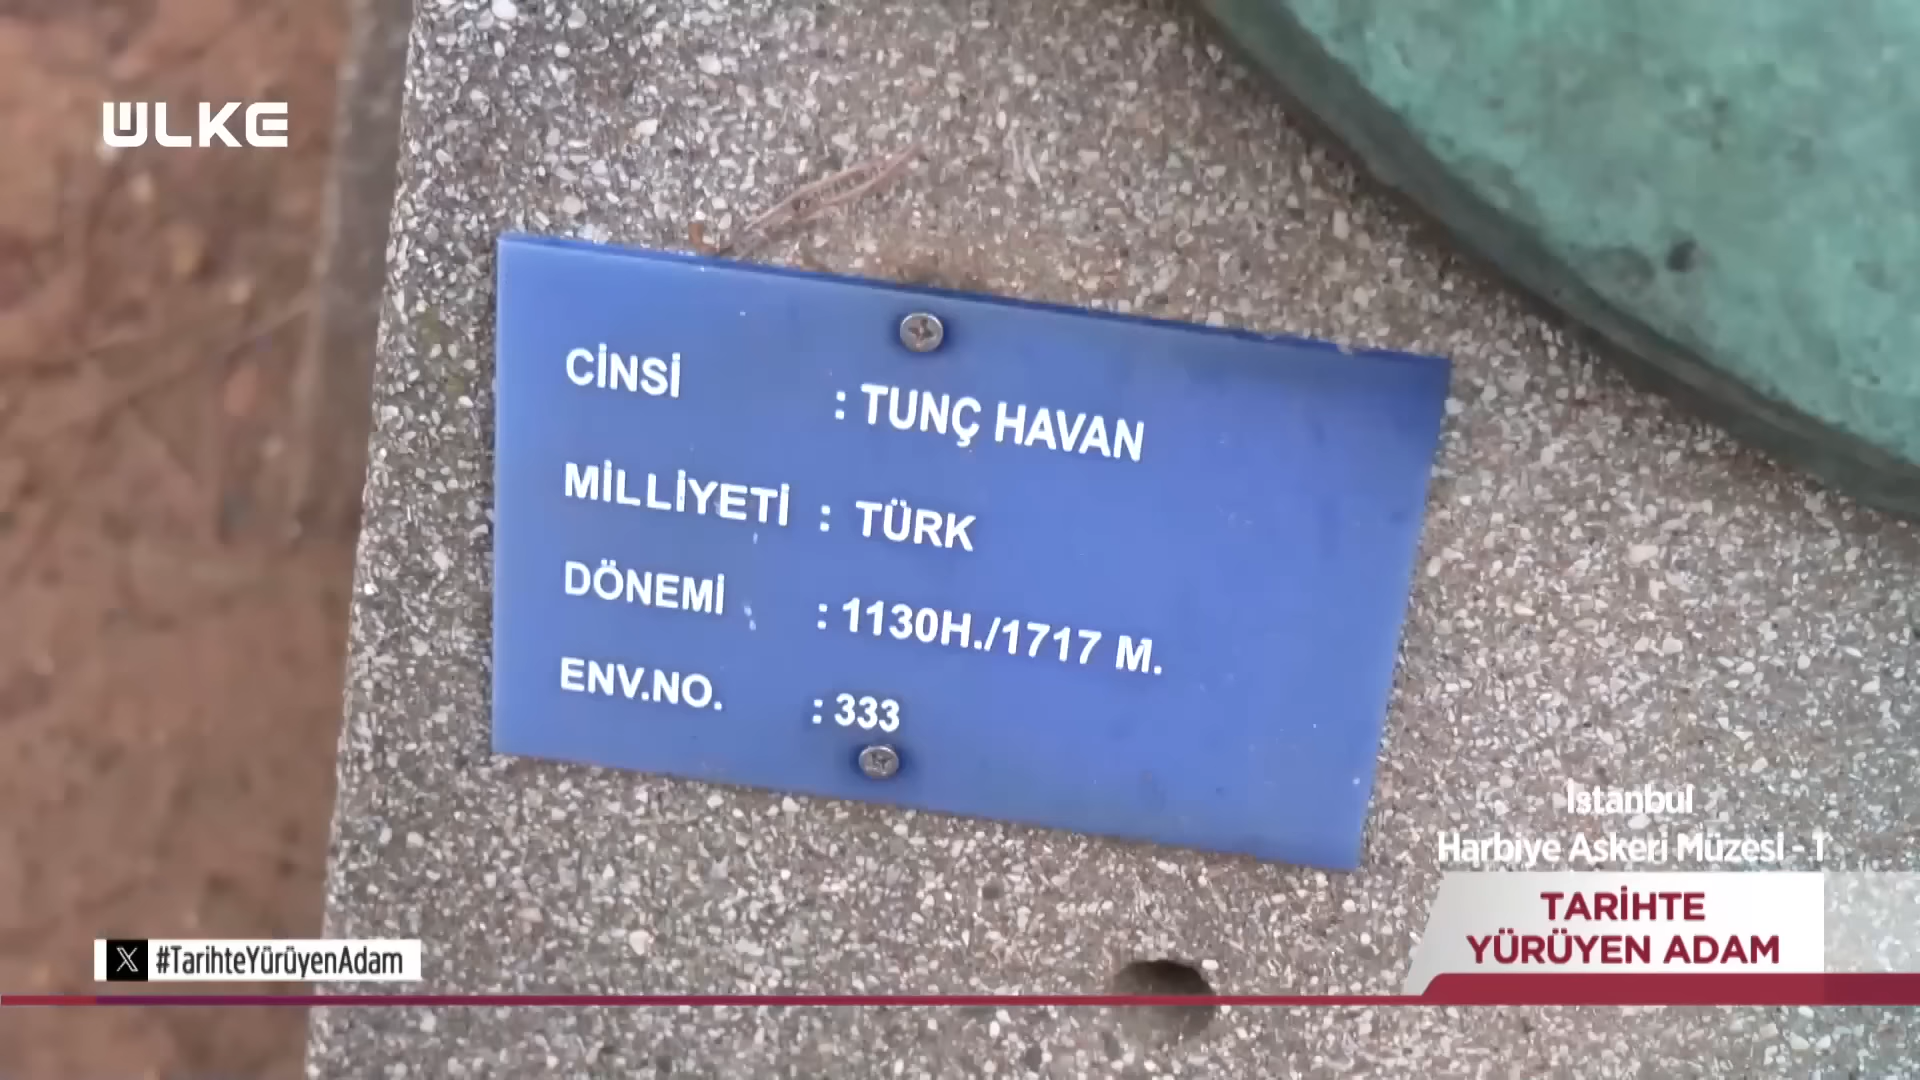 ULKE
CİNSİ : TUNÇ HAVAN
MİLLİYETİ : TÜRK
DÖNEMİ : 1130H./1717 M.
ENV.NO. : 333
İstanbul
Harbiye Askeri Müzesi - 1
TARİHTE
YÜRÜYEN ADAM
X #TarihteYürüyenAdam